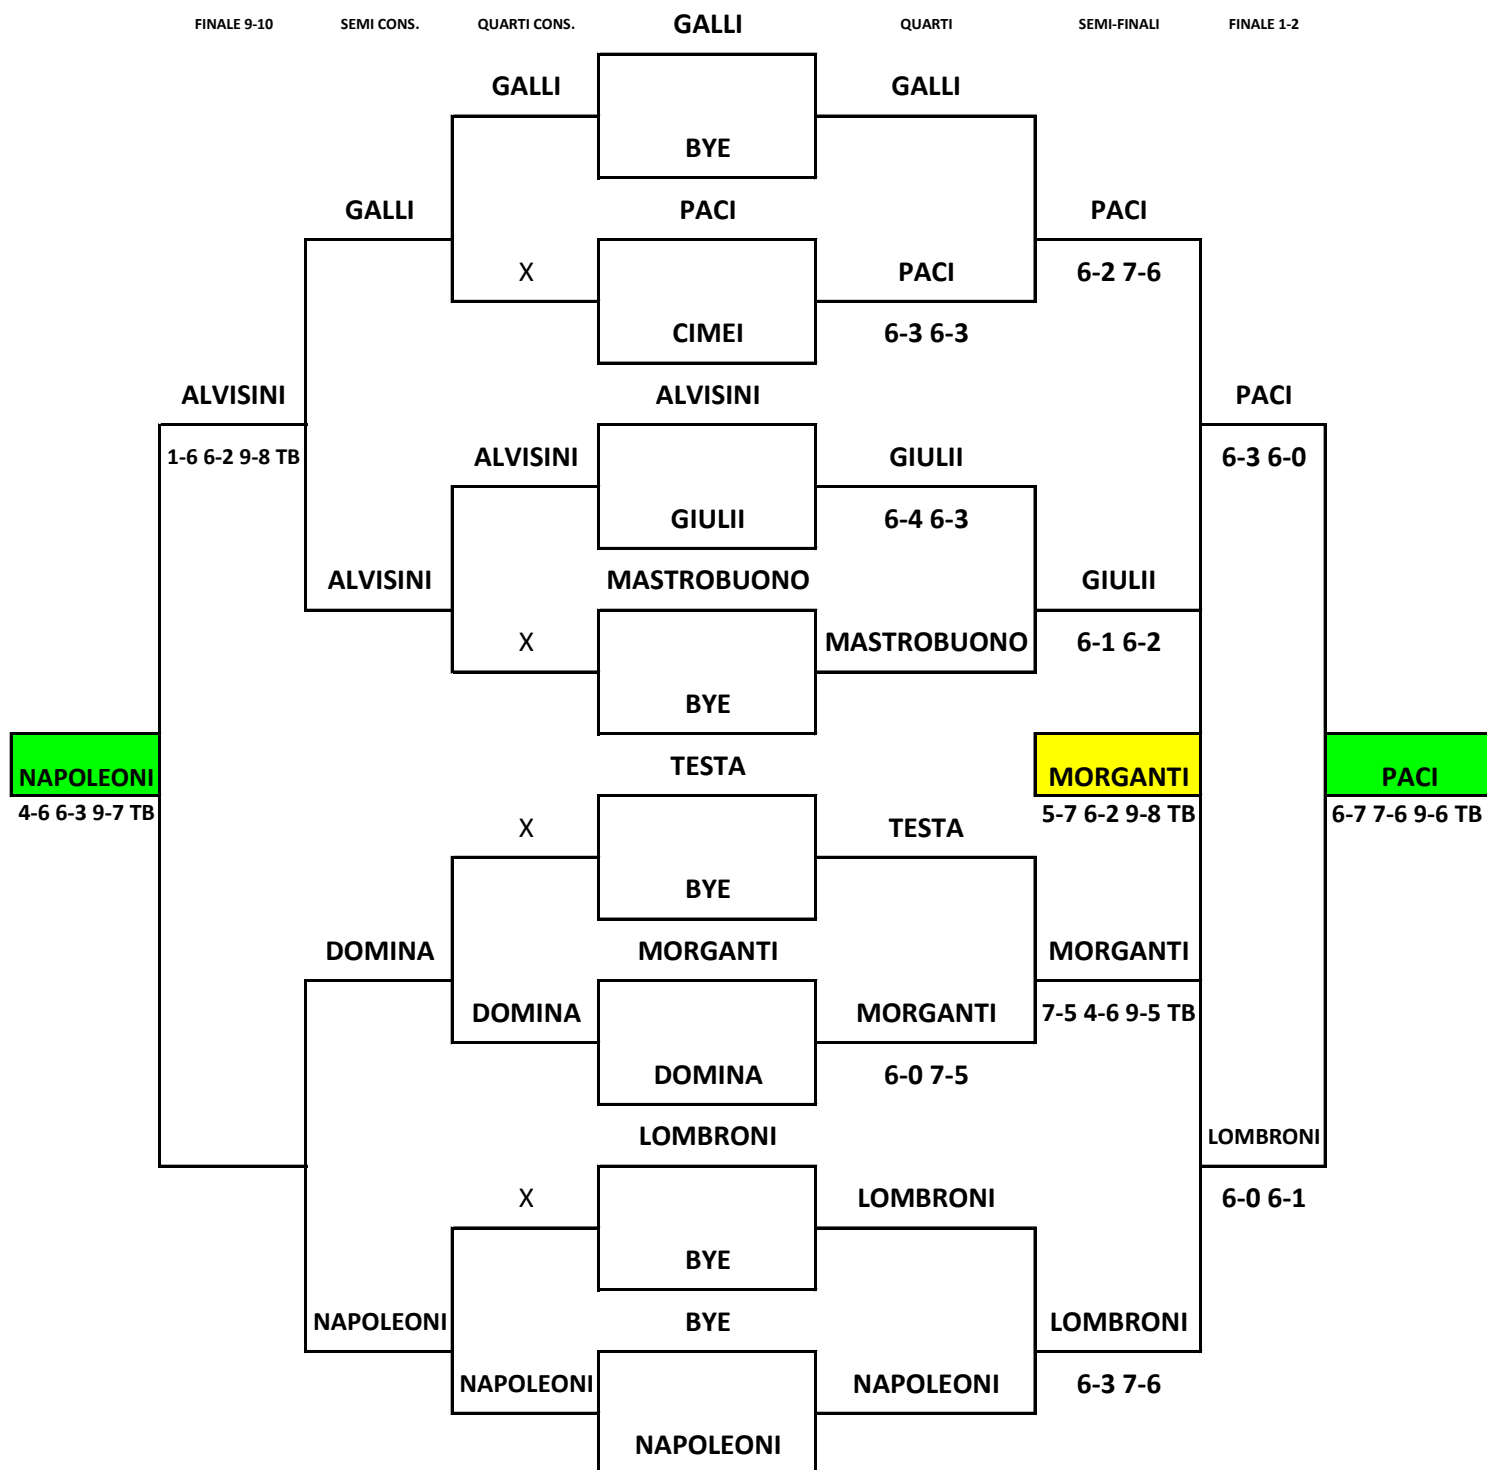 FINALE 9-10 SEMI CONS. QUARTI CONS. GALLI QUARTI SEMI-FINALI FINALE 1-2
GALLI GALLI
BYE
GALLI PACI PACI
X PACI 6-2 7-6
CIMEI 6-3 6-3
ALVISINI ALVISINI PACI
1-6 6-2 9-8 TB ALVISINI GIULII 6-3 6-0
GIULII 6-4 6-3
ALVISINI MASTROBUONO GIULII
X MASTROBUONO 6-1 6-2
BYE
TESTA
NAPOLEONI MORGANTI PACI
4-6 6-3 9-7 TB 5-7 6-2 9-8 TB 6-7 7-6 9-6 TB
X TESTA
BYE
DOMINA MORGANTI MORGANTI
DOMINA MORGANTI 7-5 4-6 9-5 TB
DOMINA 6-0 7-5
LOMBRONI LOMBRONI
X LOMBRONI 6-0 6-1
BYE
NAPOLEONI BYE LOMBRONI
NAPOLEONI NAPOLEONI 6-3 7-6
NAPOLEONI